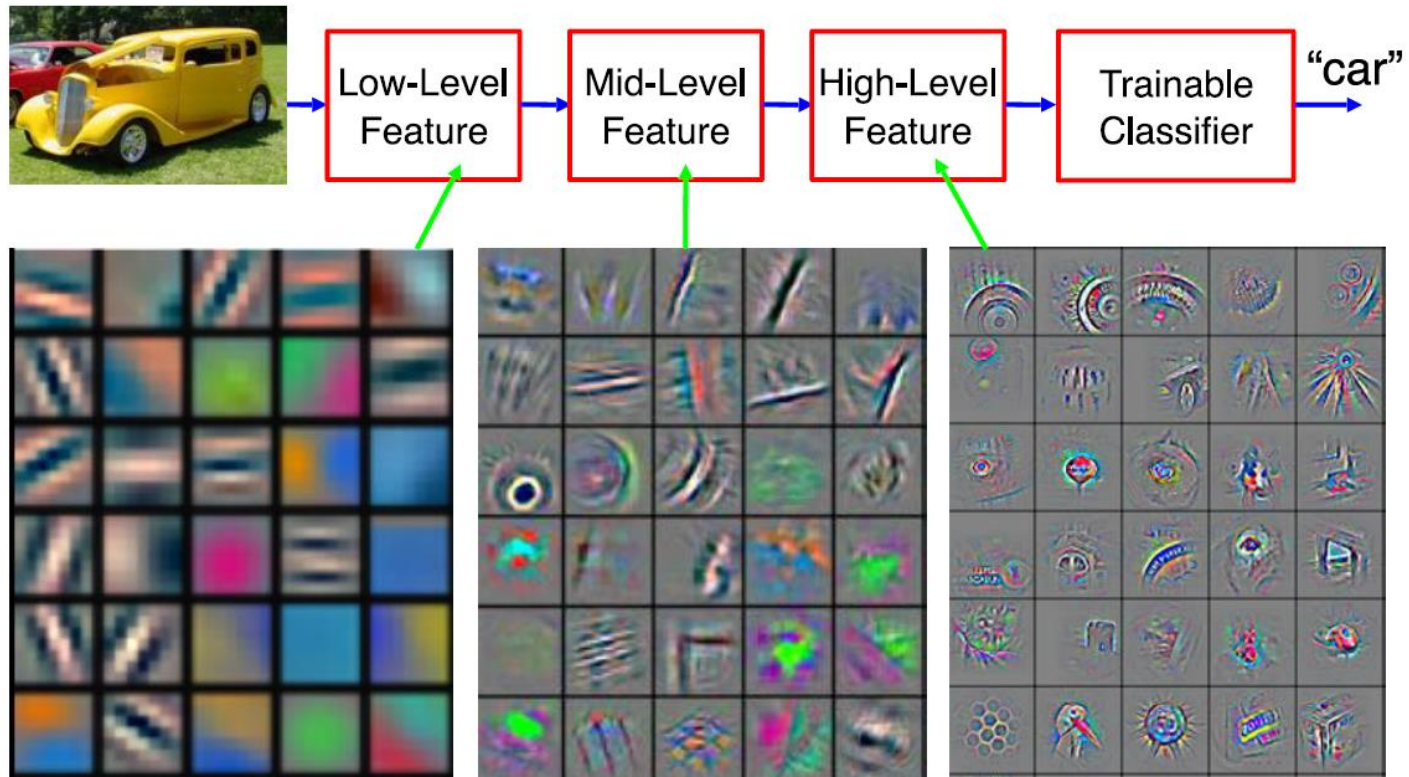 Low-Level
Feature
Mid-Level
Feature
High-Level
Feature
Trainable
Classifier
“car”